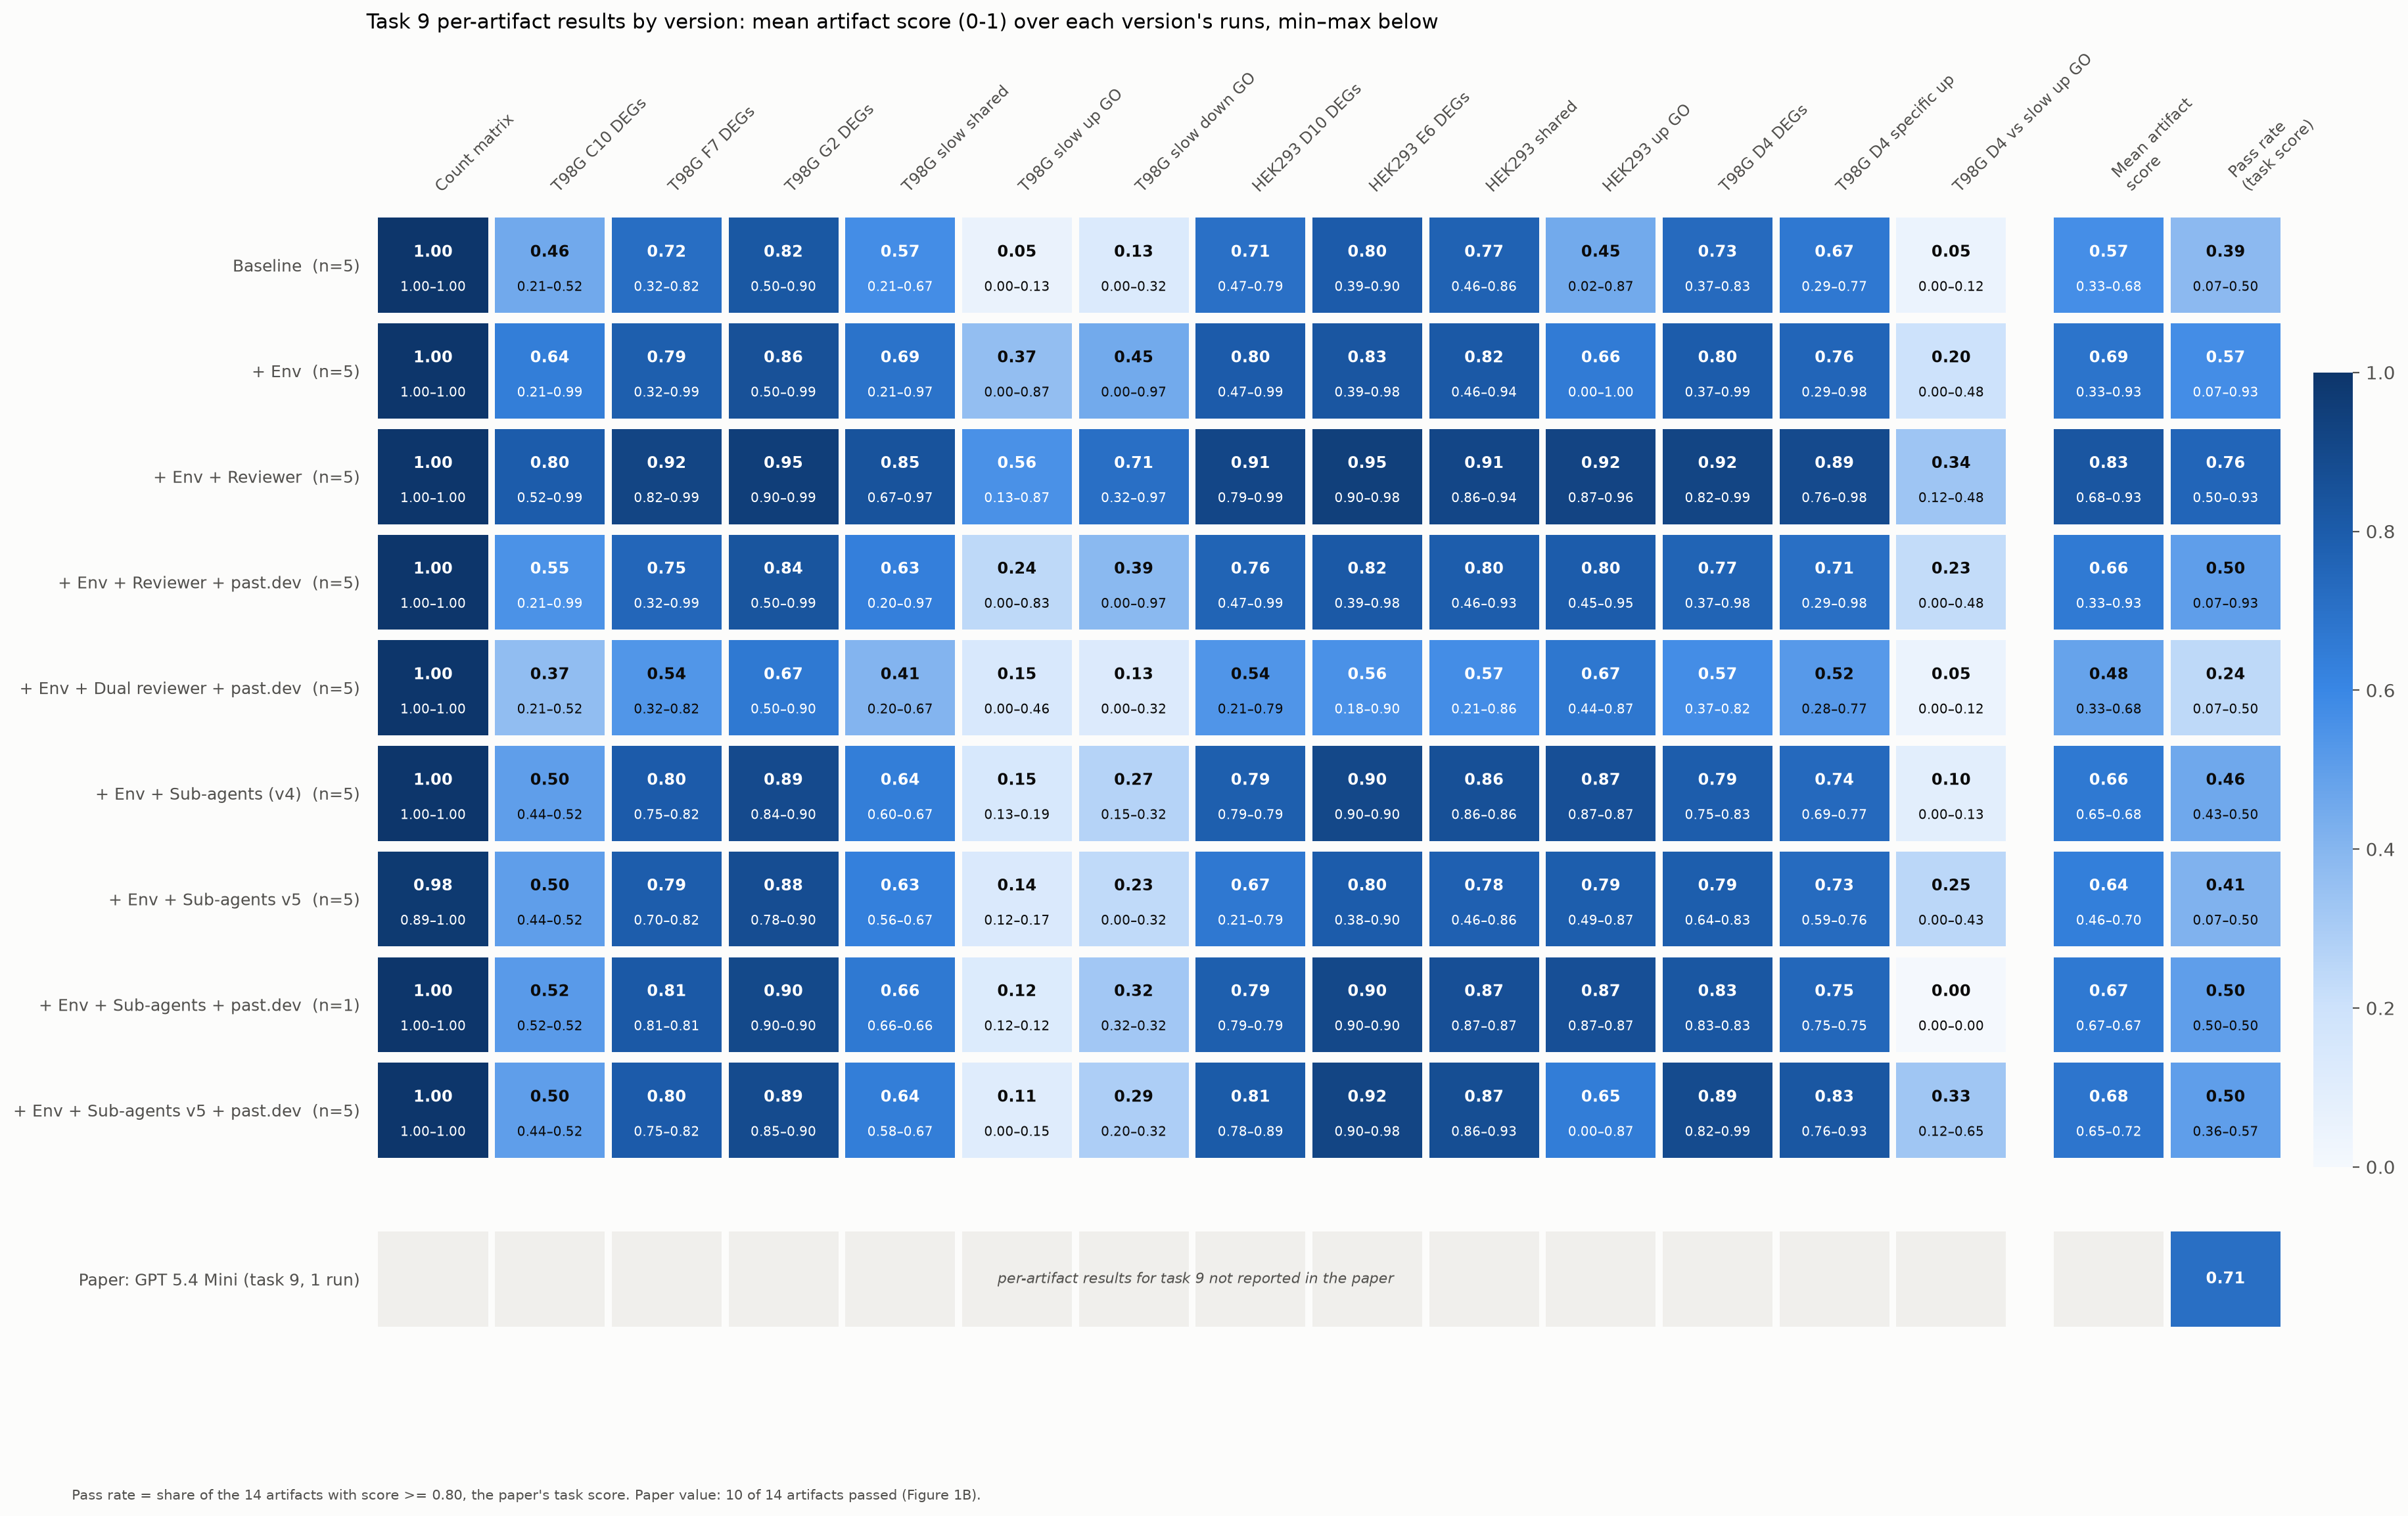 Task 9 per-artifact results by version: mean artifact score (0-1) over each version's runs, min–max below
Count matrix
T98G C10 DEGs
T98G F7 DEGs
T98G G2 DEGs
T98G slow shared
T98G slow up GO
T98G slow down GO
HEK293 D10 DEGs
HEK293 E6 DEGs
HEK293 shared
HEK293 up GO
T98G D4 DEGs
T98G D4 specific up
T98G D4 vs slow up GO
Mean artifact
score
Pass rate
(task score)
Baseline (n=5)
1.00 0.46 0.72 0.82 0.57 0.05 0.13 0.71 0.80 0.77 0.45 0.73 0.67 0.05 0.57 0.39
1.00–1.00 0.21–0.52 0.32–0.82 0.50–0.90 0.21–0.67 0.00–0.13 0.00–0.32 0.47–0.79 0.39–0.90 0.46–0.86 0.02–0.87 0.37–0.83 0.29–0.77 0.00–0.12 0.33–0.68 0.07–0.50
+ Env (n=5)
1.00 0.64 0.79 0.86 0.69 0.37 0.45 0.80 0.83 0.82 0.66 0.80 0.76 0.20 0.69 0.57
1.00–1.00 0.21–0.99 0.32–0.99 0.50–0.99 0.21–0.97 0.00–0.87 0.00–0.97 0.47–0.99 0.39–0.98 0.46–0.94 0.00–1.00 0.37–0.99 0.29–0.98 0.00–0.48 0.33–0.93 0.07–0.93
+ Env + Reviewer (n=5)
1.00 0.80 0.92 0.95 0.85 0.56 0.71 0.91 0.95 0.91 0.92 0.92 0.89 0.34 0.83 0.76
1.00–1.00 0.52–0.99 0.82–0.99 0.90–0.99 0.67–0.97 0.13–0.87 0.32–0.97 0.79–0.99 0.90–0.98 0.86–0.94 0.87–0.96 0.82–0.99 0.76–0.98 0.12–0.48 0.68–0.93 0.50–0.93
+ Env + Reviewer + past.dev (n=5)
1.00 0.55 0.75 0.84 0.63 0.24 0.39 0.76 0.82 0.80 0.80 0.77 0.71 0.23 0.66 0.50
1.00–1.00 0.21–0.99 0.32–0.99 0.50–0.99 0.20–0.97 0.00–0.83 0.00–0.97 0.47–0.99 0.39–0.98 0.46–0.93 0.45–0.95 0.37–0.98 0.29–0.98 0.00–0.48 0.33–0.93 0.07–0.93
+ Env + Dual reviewer + past.dev (n=5)
1.00 0.37 0.54 0.67 0.41 0.15 0.13 0.54 0.56 0.57 0.67 0.57 0.52 0.05 0.48 0.24
1.00–1.00 0.21–0.52 0.32–0.82 0.50–0.90 0.20–0.67 0.00–0.46 0.00–0.32 0.21–0.79 0.18–0.90 0.21–0.86 0.44–0.87 0.37–0.82 0.28–0.77 0.00–0.12 0.33–0.68 0.07–0.50
+ Env + Sub-agents (v4) (n=5)
1.00 0.50 0.80 0.89 0.64 0.15 0.27 0.79 0.90 0.86 0.87 0.79 0.74 0.10 0.66 0.46
1.00–1.00 0.44–0.52 0.75–0.82 0.84–0.90 0.60–0.67 0.13–0.19 0.15–0.32 0.79–0.79 0.90–0.90 0.86–0.86 0.87–0.87 0.75–0.83 0.69–0.77 0.00–0.13 0.65–0.68 0.43–0.50
+ Env + Sub-agents v5 (n=5)
0.98 0.50 0.79 0.88 0.63 0.14 0.23 0.67 0.80 0.78 0.79 0.79 0.73 0.25 0.64 0.41
0.89–1.00 0.44–0.52 0.70–0.82 0.78–0.90 0.56–0.67 0.12–0.17 0.00–0.32 0.21–0.79 0.38–0.90 0.46–0.86 0.49–0.87 0.64–0.83 0.59–0.76 0.00–0.43 0.46–0.70 0.07–0.50
+ Env + Sub-agents + past.dev (n=1)
1.00 0.52 0.81 0.90 0.66 0.12 0.32 0.79 0.90 0.87 0.87 0.83 0.75 0.00 0.67 0.50
1.00–1.00 0.52–0.52 0.81–0.81 0.90–0.90 0.66–0.66 0.12–0.12 0.32–0.32 0.79–0.79 0.90–0.90 0.87–0.87 0.87–0.87 0.83–0.83 0.75–0.75 0.00–0.00 0.67–0.67 0.50–0.50
+ Env + Sub-agents v5 + past.dev (n=5)
1.00 0.50 0.80 0.89 0.64 0.11 0.29 0.81 0.92 0.87 0.65 0.89 0.83 0.33 0.68 0.50
1.00–1.00 0.44–0.52 0.75–0.82 0.85–0.90 0.58–0.67 0.00–0.15 0.20–0.32 0.78–0.89 0.90–0.98 0.86–0.93 0.00–0.87 0.82–0.99 0.76–0.93 0.12–0.65 0.65–0.72 0.36–0.57
1.0
0.8
0.6
0.4
0.2
0.0
Paper: GPT 5.4 Mini (task 9, 1 run)
per-artifact results for task 9 not reported in the paper
0.71
Pass rate = share of the 14 artifacts with score >= 0.80, the paper's task score. Paper value: 10 of 14 artifacts passed (Figure 1B).